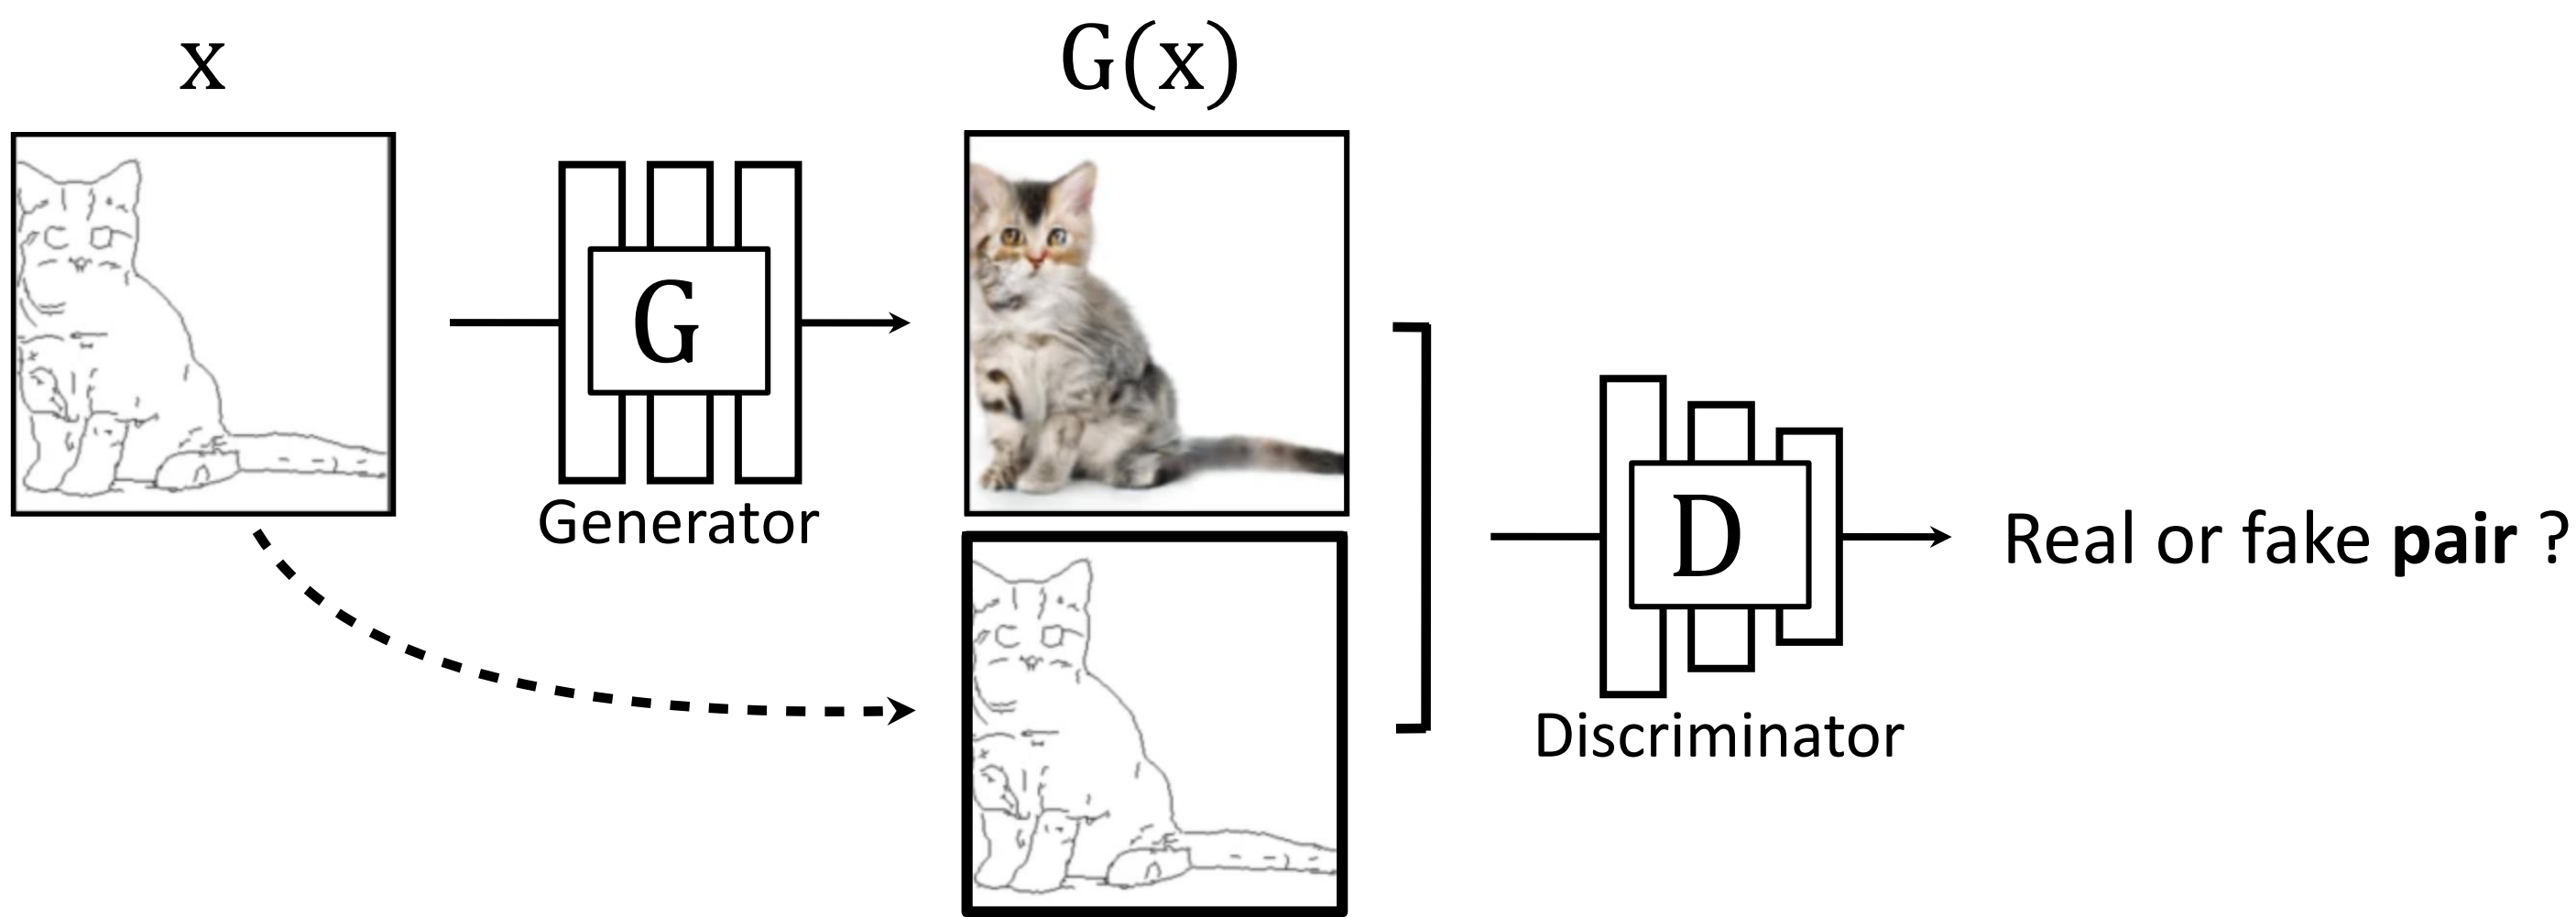 x
G(x)
G
Generator
D
Discriminator
Real or fake pair ?